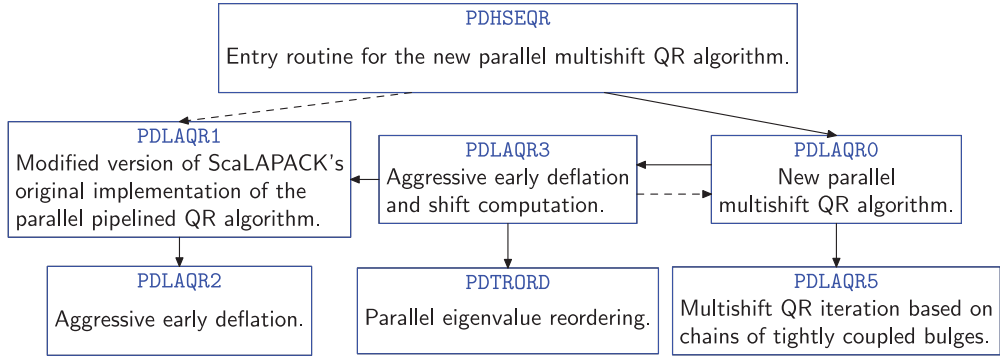 PDHSEQR
Entry routine for the new parallel multishift QR algorithm.
PDLAQR1
Modified version of ScaLAPACK's
original implementation of the
parallel pipelined QR algorithm.
PDLAQR3
Aggressive early deflation
and shift computation.
PDLAQR0
New parallel
multishift QR algorithm.
PDLAQR2
Aggressive early deflation.
PDTRORD
Parallel eigenvalue reordering.
PDLAQR5
Multishift QR iteration based on
chains of tightly coupled bulges.